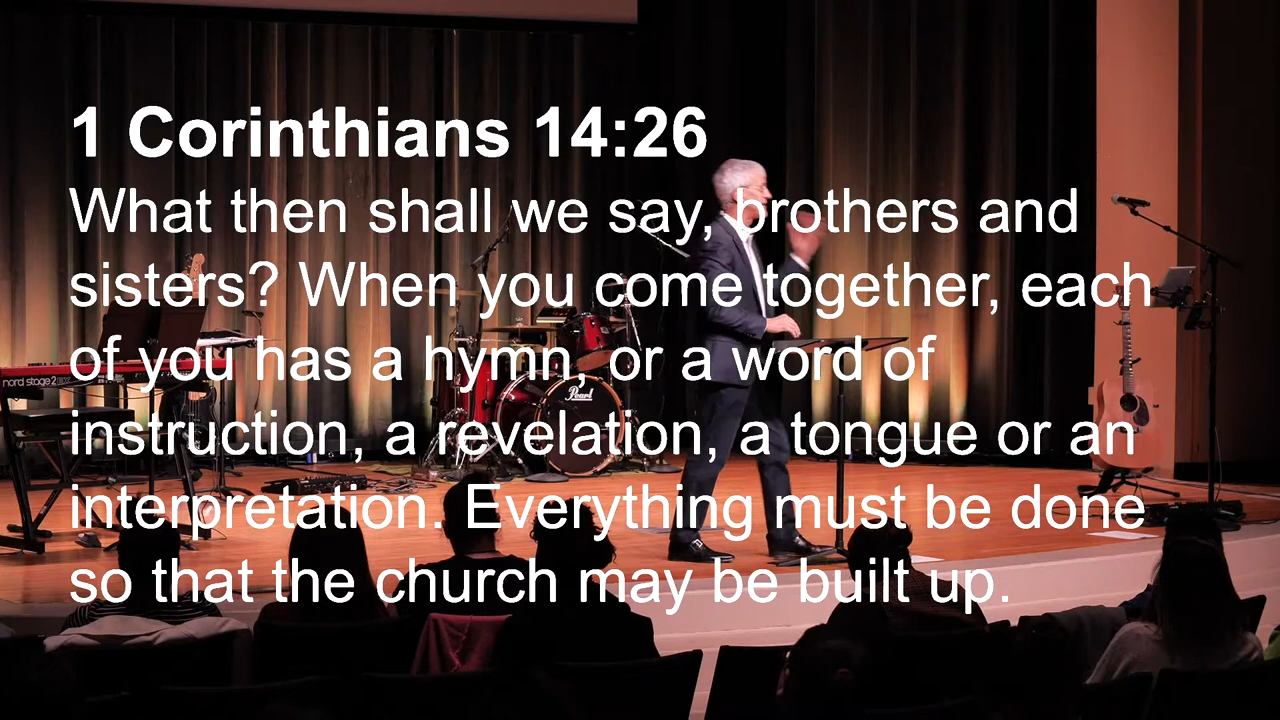 1 Corinthians 14:26
What then shall we say, brothers and
sisters? When you come together, each
of you has a hymn, or a word of
instruction, a revelation, a tongue or an
interpretation. Everything must be done
so that the church may be built up.
nord stage 2 EX
Pearl